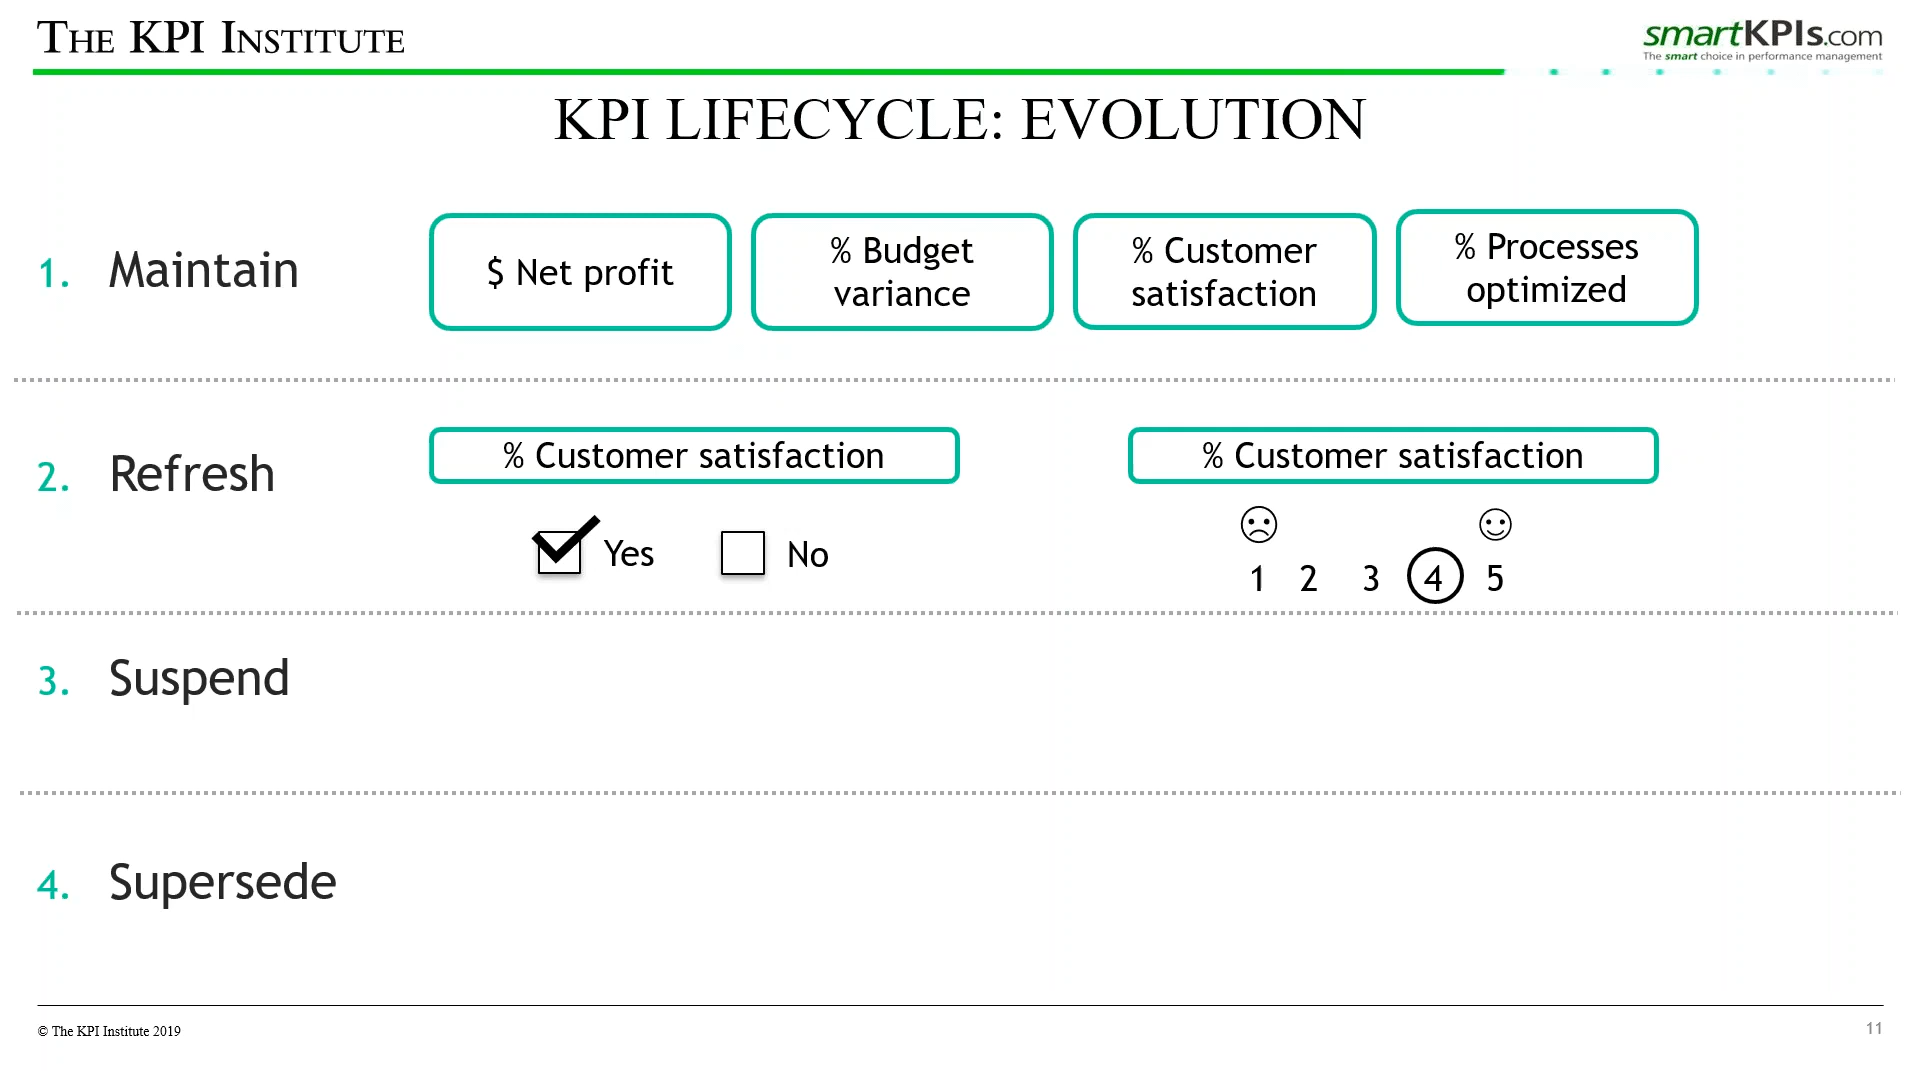 THE KPI INSTITUTE
smartKPIs.com
The smart choice in performance management
KPI LIFECYCLE: EVOLUTION
1. Maintain
$ Net profit
% Budget
variance
% Customer
satisfaction
% Processes
optimized
2. Refresh
% Customer satisfaction
Yes
No
% Customer satisfaction
1 2 3 4 5
3. Suspend
4. Supersede
© The KPI Institute 2019
11